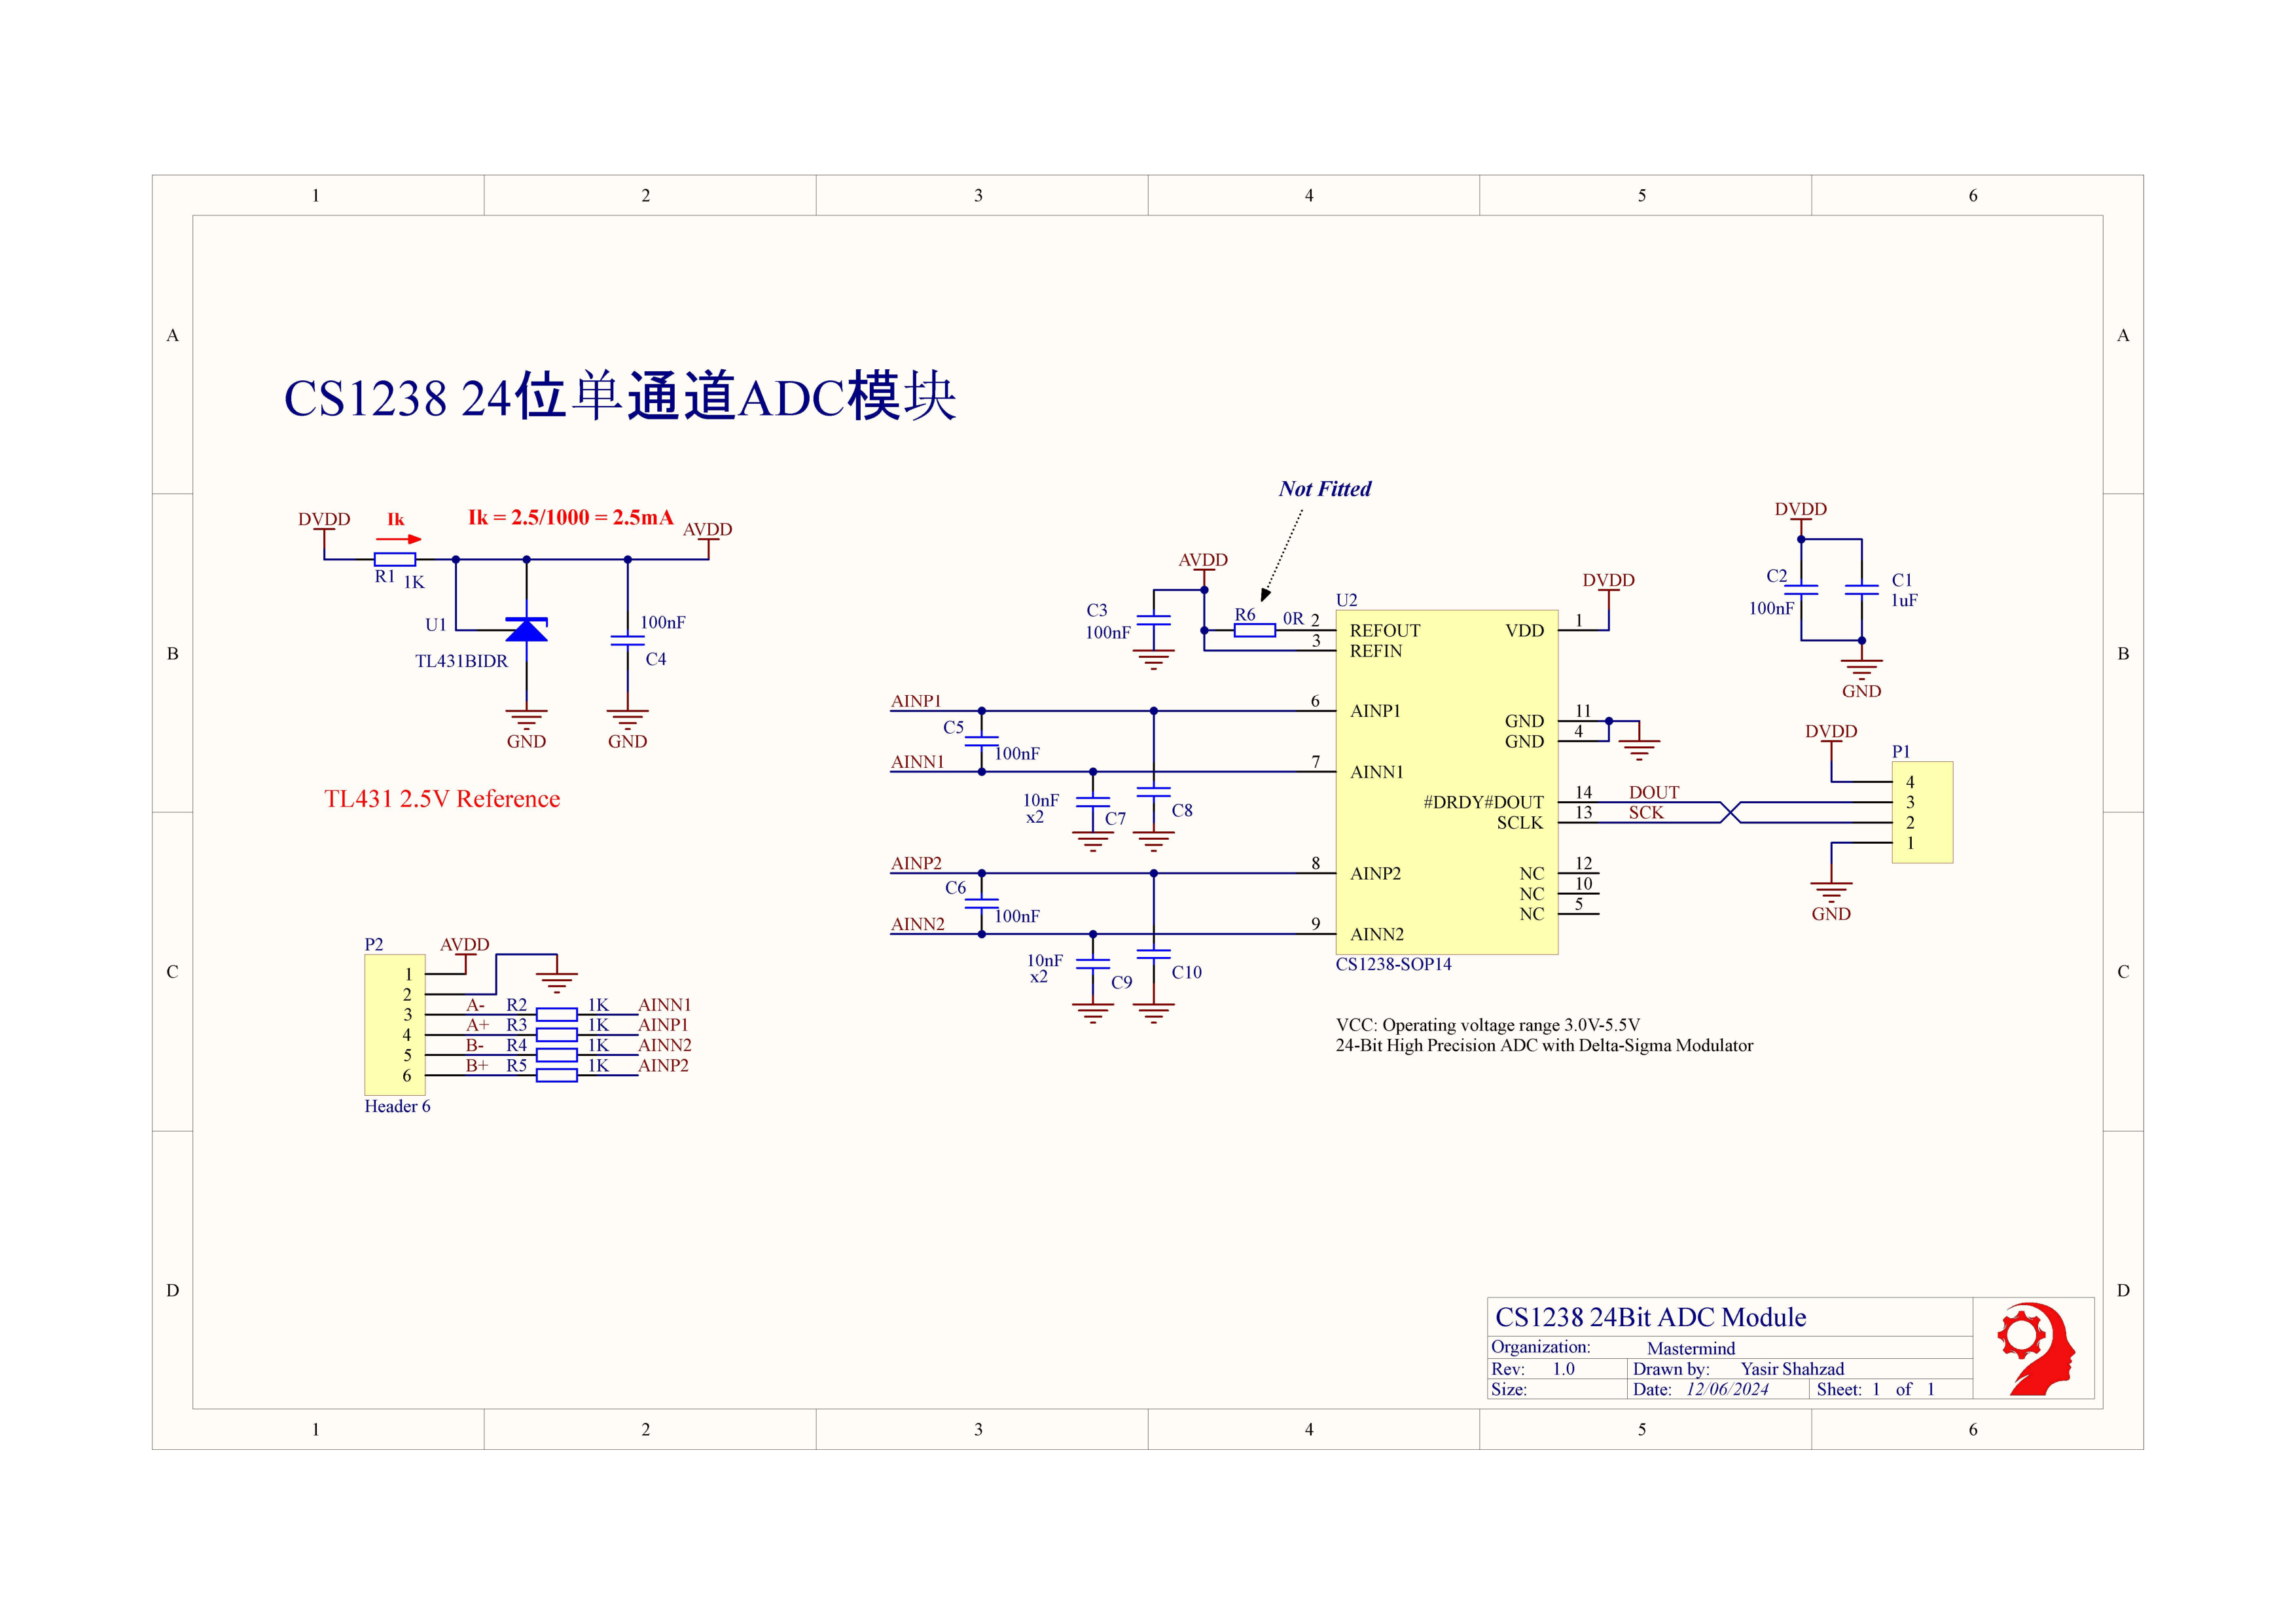 1 2 3 4 5 6
A A
CS1238 24位单通道ADC模块
Not Fitted
DVDD
Ik
Ik = 2.5/1000 = 2.5mA
AVDD
R1 1K
U1
TL431BIDR
100nF
C4
GND
GND
TL431 2.5V Reference
B B
AVDD
C3
100nF
R6 0R
U2
2 REFOUT
3 REFIN
6 AINP1
7 AINN1
8 AINP2
9 AINN2
VDD 1
GND 11
GND 4
#DRDY#DOUT 14
SCLK 13
NC 12
NC 10
NC 5
CS1238-SOP14
DVDD
AINP1
C5
100nF
AINN1
10nF
x2
C7
C8
AINP2
C6
100nF
AINN2
10nF
x2
C9
C10
DVDD
C2
100nF
C1
1uF
GND
DVDD
P1
4
3
2
1
DOUT
SCK
GND
C C
P2
AVDD
1
2
3 A- R2 1K AINN1
4 A+ R3 1K AINP1
5 B- R4 1K AINN2
6 B+ R5 1K AINP2
Header 6
VCC: Operating voltage range 3.0V-5.5V
24-Bit High Precision ADC with Delta-Sigma Modulator
D D
CS1238 24Bit ADC Module
Organization: Mastermind
Rev: 1.0 Drawn by: Yasir Shahzad
Size: Date: 12/06/2024 Sheet: 1 of 1
1 2 3 4 5 6